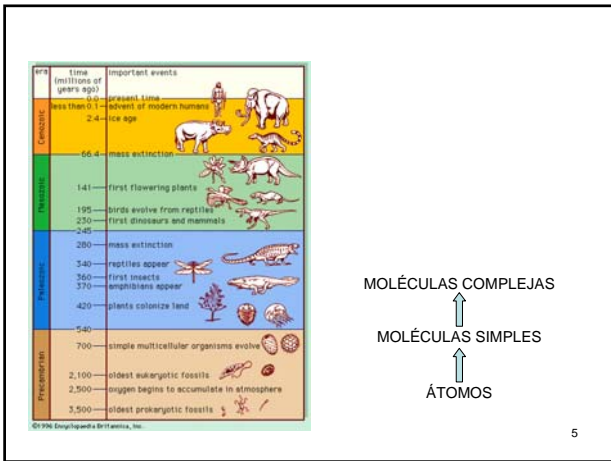 era time important events
(millions of
years ago)
0.0 present time
less than 0.1 advent of modern humans
2.4 ice age
Cenozoic
66.4 mass extinction
141 first flowering plants
Mesozoic
195 birds evolve from reptiles
230 first dinosaurs and mammals
245
280 mass extinction
340 reptiles appear
360 first insects
370 amphibians appear
Paleozoic
420 plants colonize land
540
700 simple multicellular organisms evolve
Precambrian
2,100 oldest eukaryotic fossils
2,500 oxygen begins to accumulate in atmosphere
3,500 oldest prokaryotic fossils
©1996 Encyclopaedia Britannica, Inc.
MOLÉCULAS COMPLEJAS
MOLÉCULAS SIMPLES
ÁTOMOS
5